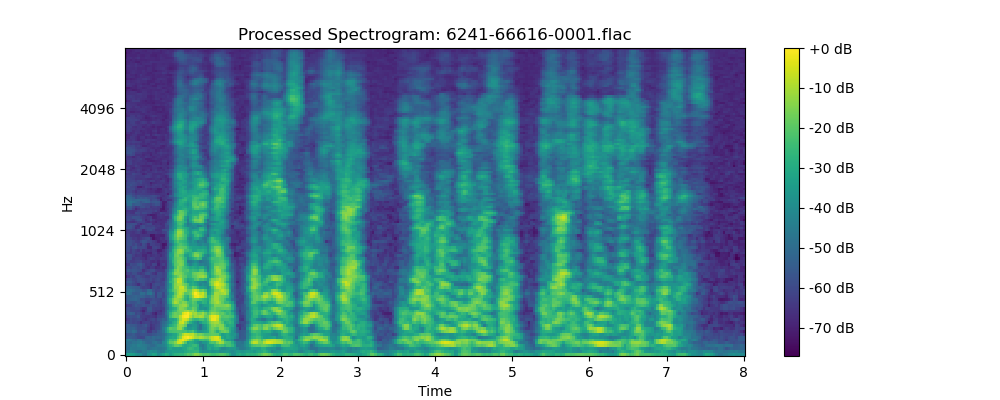 Processed Spectrogram: 6241-66616-0001.flac
Hz
4096
2048
1024
512
0
0 1 2 3 4 5 6 7 8
Time
+0 dB
-10 dB
-20 dB
-30 dB
-40 dB
-50 dB
-60 dB
-70 dB